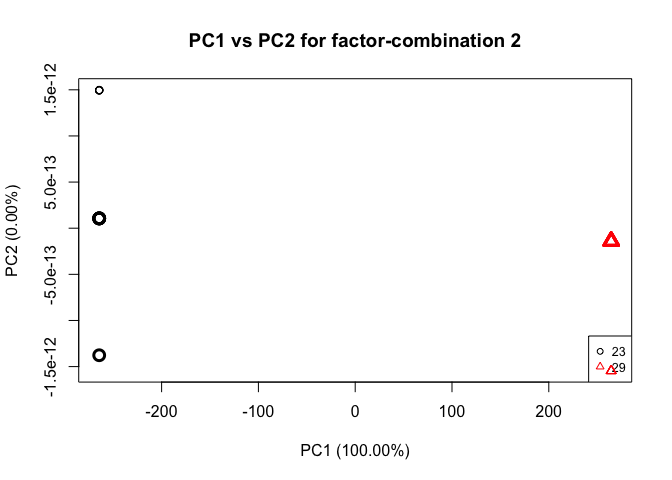 PC1 vs PC2 for factor-combination 2
1.5e-12
5.0e-13
-5.0e-13
-1.5e-12
PC2 (0.00%)
23
29
-200
-100
0
100
200
PC1 (100.00%)